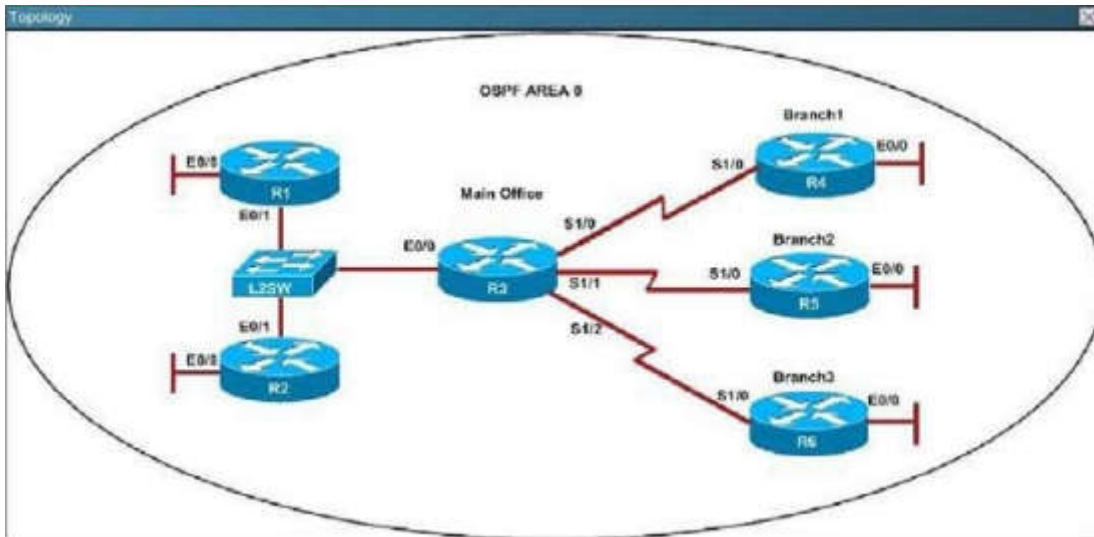 Topology
OSPF AREA 0
Branch1
E0/0
S1/0
R4
E0/0
R1
E0/1
Main Office
S1/0
E0/0
R3
S1/1
S1/2
L2SW
Branch2
S1/0
E0/0
R5
E0/1
E0/0
R2
Branch3
S1/0
E0/0
R6